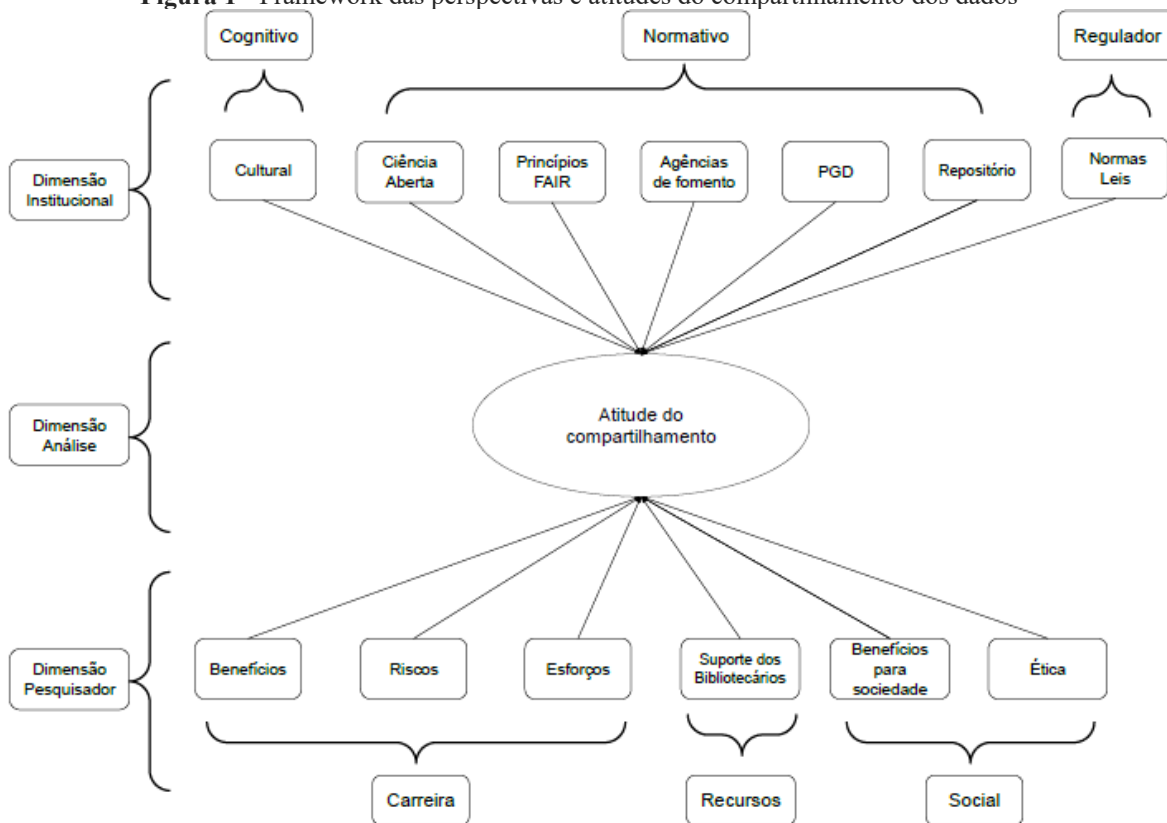 Figura 1 - Framework das perspectivas e atitudes do compartilhamento dos dados
Cognitivo
Normativo
Regulador
Dimensão
Institucional
Cultural
Ciência
Aberta
Princípios
FAIR
Agências
de fomento
PGD
Repositório
Normas
Leis
Dimensão
Análise
Atitude do
compartilhamento
Dimensão
Pesquisador
Benefícios
Riscos
Esforços
Suporte dos
Bibliotecários
Benefícios
para
sociedade
Ética
Carreira
Recursos
Social